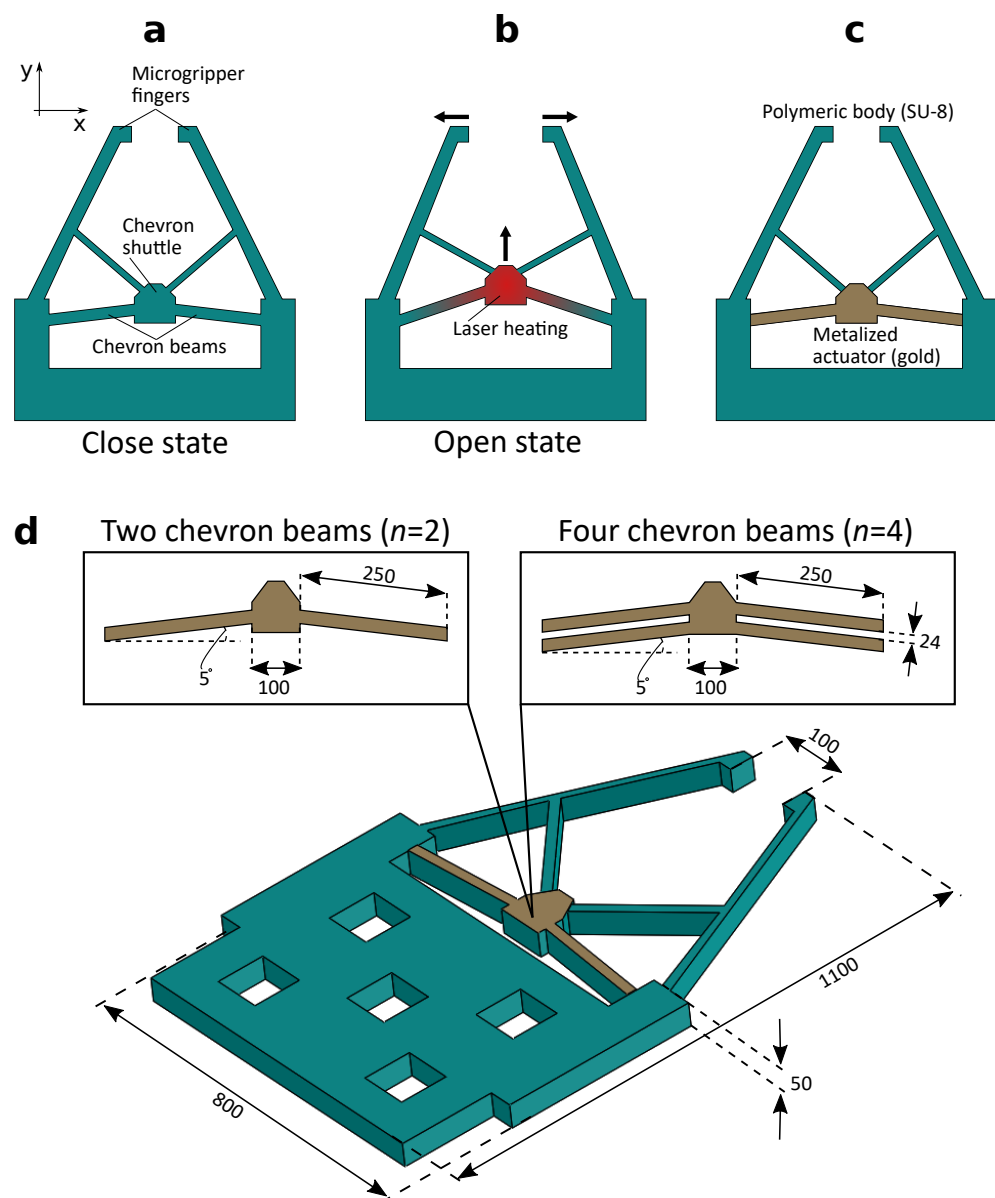 a
b
c
y
x
Microgripper
fingers
Chevron
shuttle
Chevron beams
Close state
Laser heating
Open state
Polymeric body (SU-8)
Metalized
actuator (gold)
d
Two chevron beams (n=2)
Four chevron beams (n=4)
250
5°
100
250
24
5°
100
100
1100
50
800